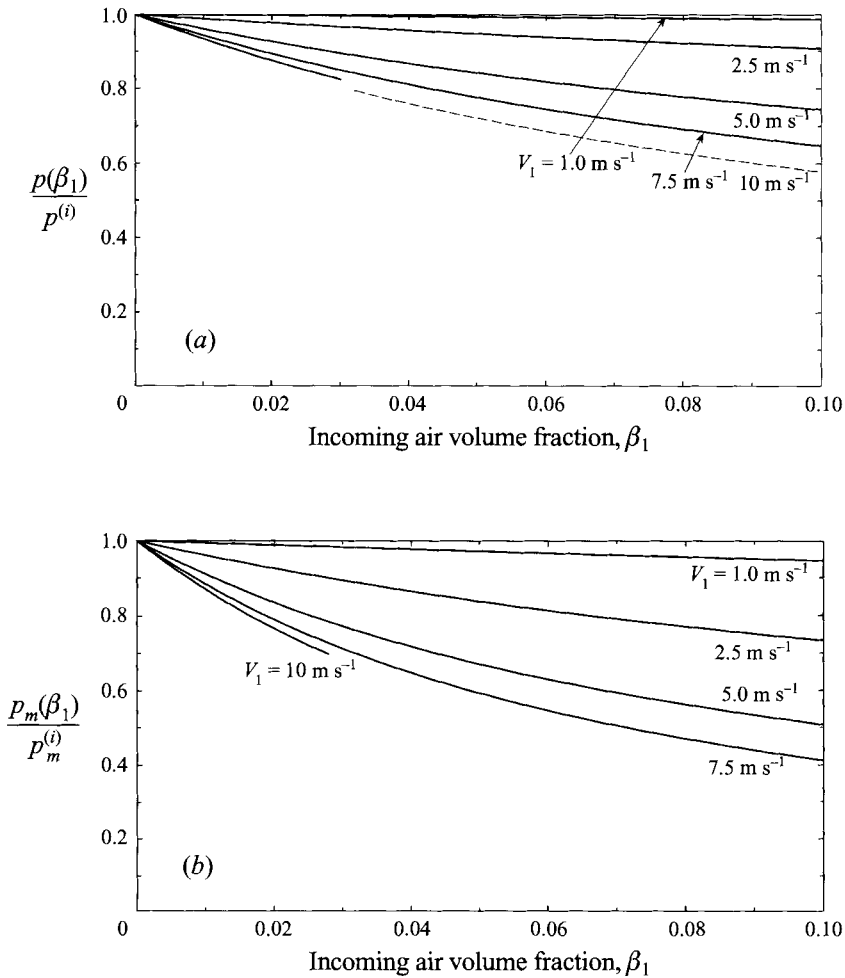 1.0
0.8
0.6
0.4
0.2
0
p(β₁)
p⁽ⁱ⁾
2.5 m s⁻¹
5.0 m s⁻¹
V₁ = 1.0 m s⁻¹
7.5 m s⁻¹ 10 m s⁻¹
(a)
0.02 0.04 0.06 0.08 0.10
Incoming air volume fraction, β₁
1.0
0.8
0.6
0.4
0.2
0
pₘ(β₁)
pₘ⁽ⁱ⁾
V₁ = 1.0 m s⁻¹
2.5 m s⁻¹
V₁ = 10 m s⁻¹
5.0 m s⁻¹
7.5 m s⁻¹
(b)
0.02 0.04 0.06 0.08 0.10
Incoming air volume fraction, β₁